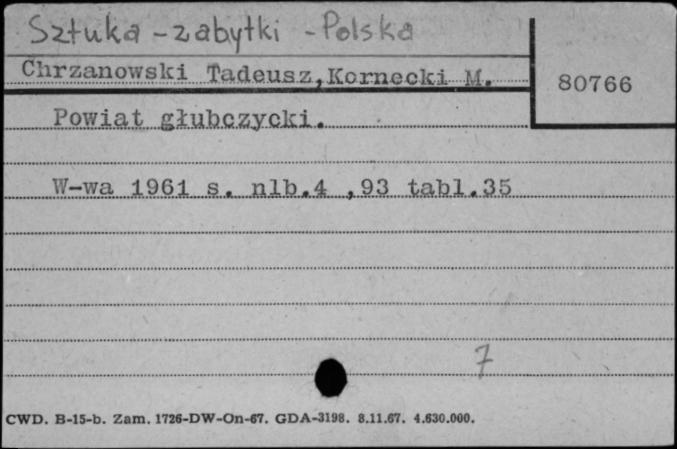 Sztuka - zabytki - Polska
Chrzanowski Tadeusz, Kornecki M.
80766
Powiat głubczycki.
W-wa 1961 s. nlb.4 ,93 tabl.35
7
CWD. B-15-b. Zam. 1726-DW-On-67. GDA-3198. 8.11.67. 4.630.000.